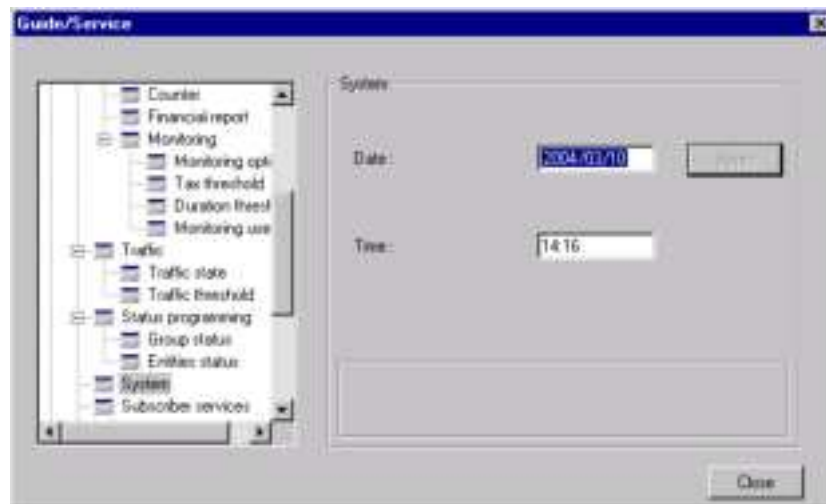 Guide/Service
Counter
Financial report
Monitoring
Monitoring opti
Tax threshold
Duration thresh
Monitoring use
Traffic
Traffic state
Traffic threshold
Status programming
Group status
Entities status
System
Subscriber services
System
Date :
2004/03/10
Time :
14:16
Close